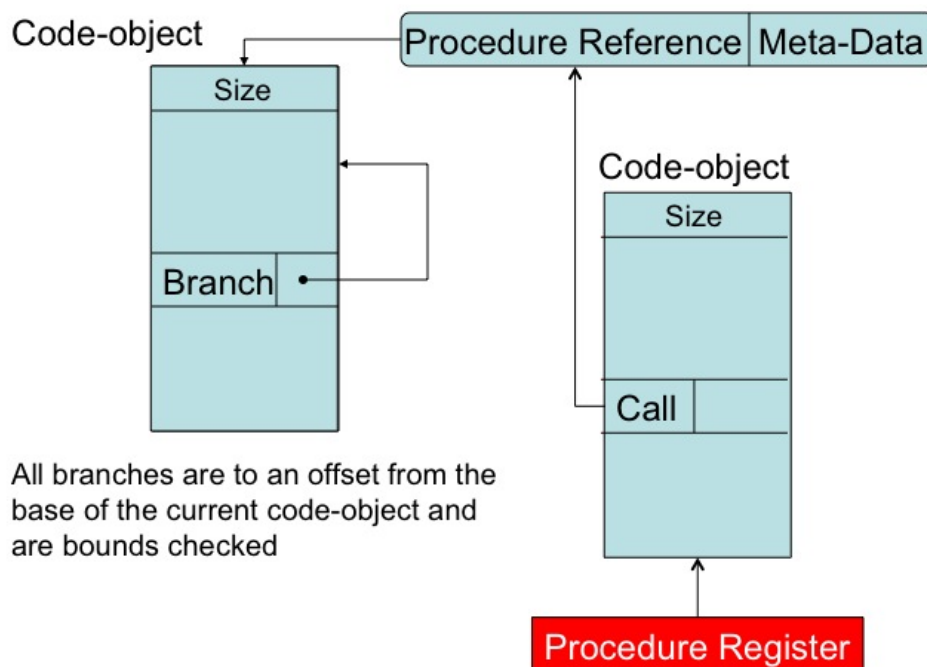 Code-object
Procedure Reference
Meta-Data
Size
Branch
Code-object
Size
Call
All branches are to an offset from the
base of the current code-object and
are bounds checked
Procedure Register